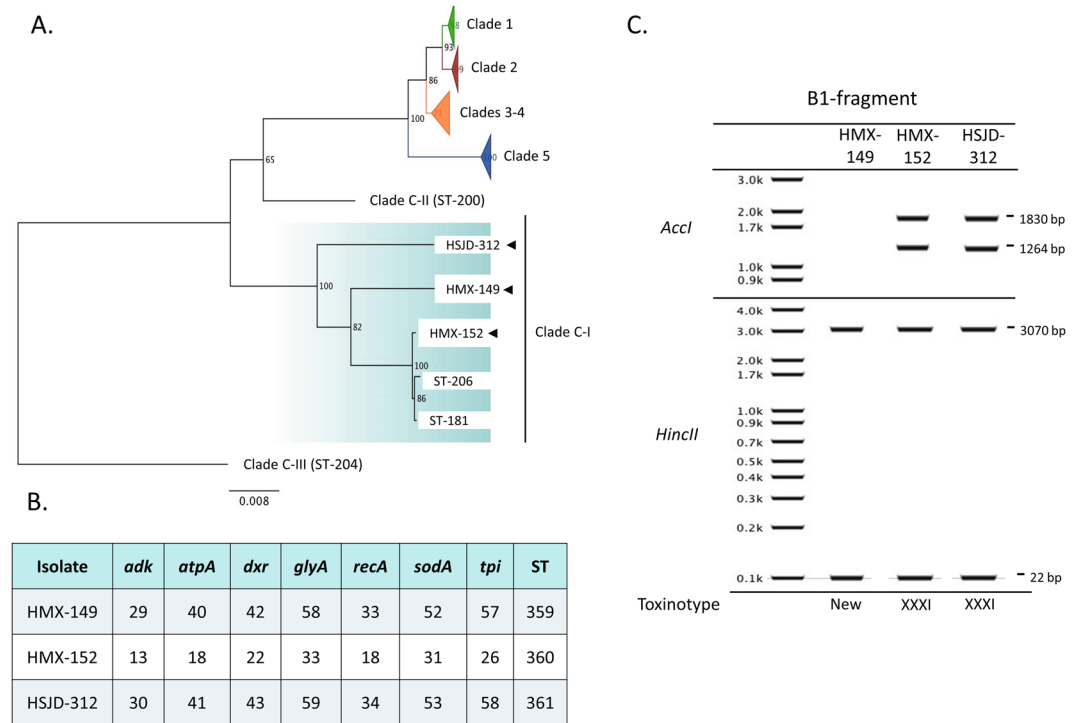 A.
Clade 1
8
93
Clade 2
99
86
Clades 3-4
71
100
Clade 5
100
65
Clade C-II (ST-200)
HSJD-312
100
HMX-149
82
HMX-152
Clade C-I
100
ST-206
86
ST-181
Clade C-III (ST-204)
0.008
B.
Isolate adk atpA dxr glyA recA sodA tpi ST
HMX-149 29 40 42 58 33 52 57 359
HMX-152 13 18 22 33 18 31 26 360
HSJD-312 30 41 43 59 34 53 58 361
C.
B1-fragment
HMX- HMX- HSJD-
149 152 312
3.0k
2.0k
1830 bp
AccI
1.7k
1264 bp
1.0k
0.9k
4.0k
3.0k
3070 bp
2.0k
1.7k
1.0k
0.9k
HincII
0.7k
0.5k
0.4k
0.3k
0.2k
0.1k
22 bp
Toxinotype New XXXI XXXI